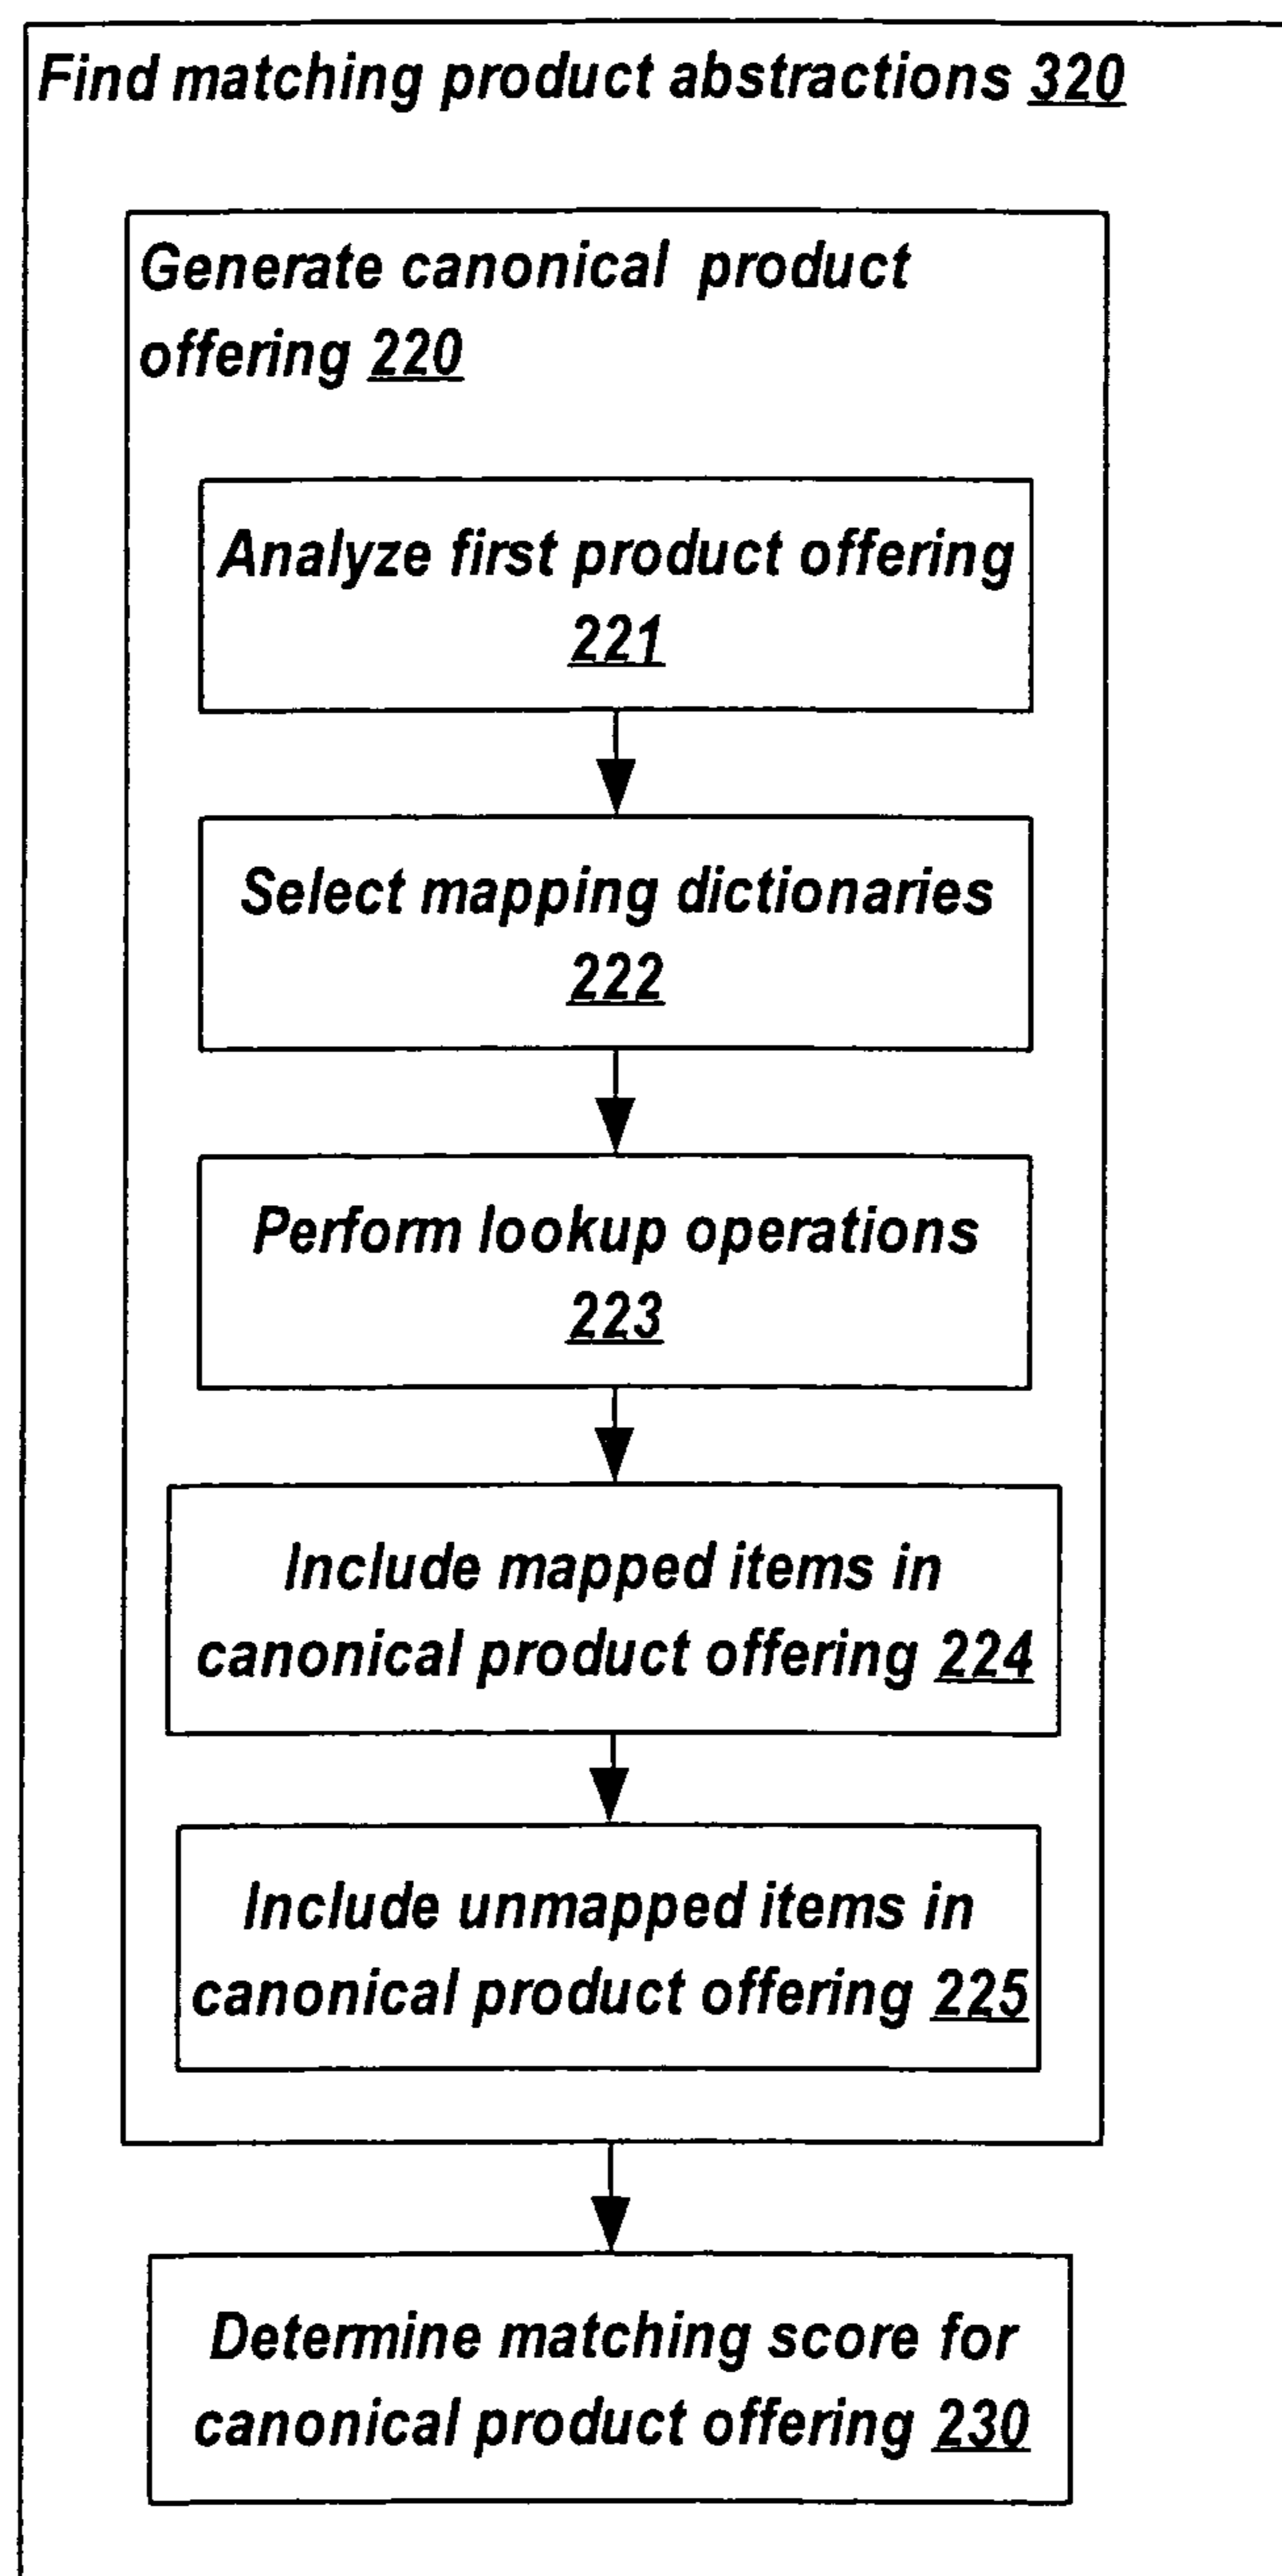 Find matching product abstractions 320
Generate canonical product
offering 220
Analyze first product offering
221
Select mapping dictionaries
222
Perform lookup operations
223
Include mapped items in
canonical product offering 224
Include unmapped items in
canonical product offering 225
Determine matching score for
canonical product offering 230